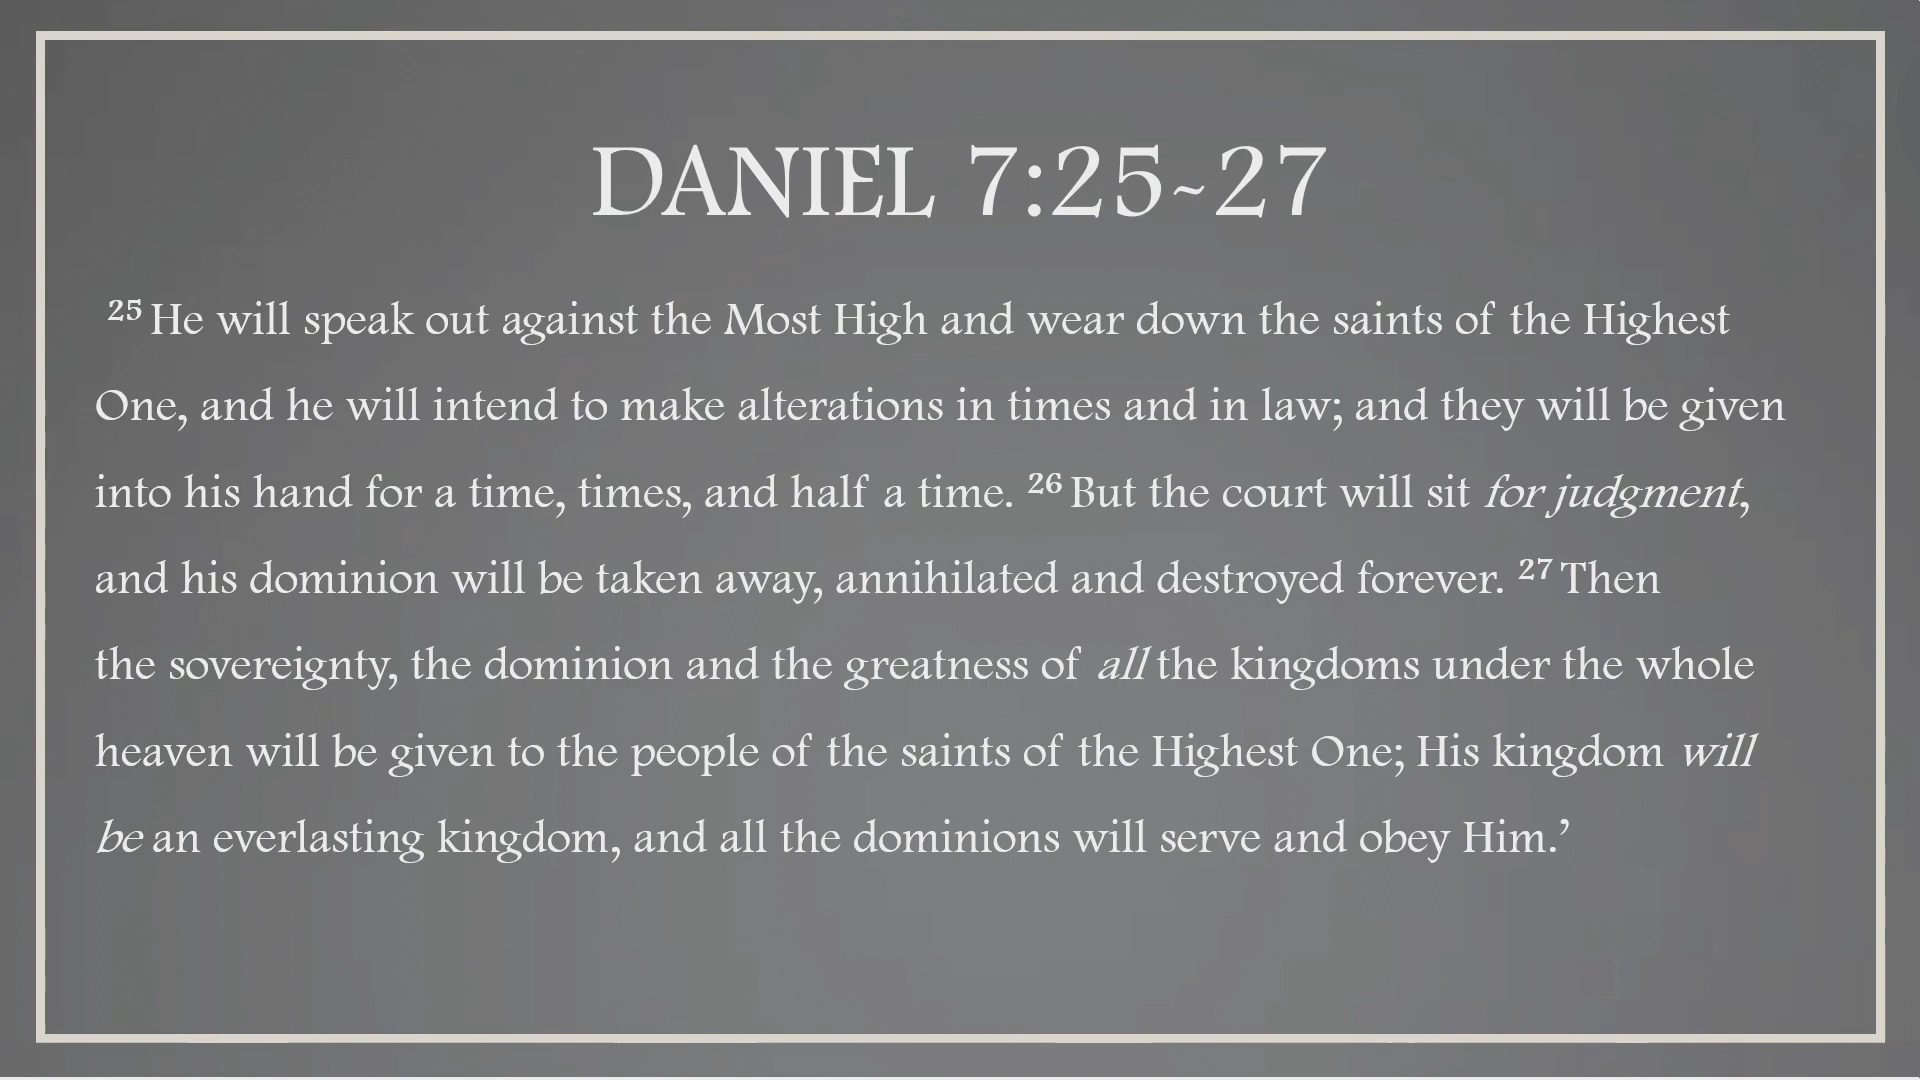 DANIEL 7:25~27
25 He will speak out against the Most High and wear down the saints of the Highest
One, and he will intend to make alterations in times and in law; and they will be given
into his hand for a time, times, and half a time. 26 But the court will sit for judgment,
and his dominion will be taken away, annihilated and destroyed forever. 27 Then
the sovereignty, the dominion and the greatness of all the kingdoms under the whole
heaven will be given to the people of the saints of the Highest One; His kingdom will
be an everlasting kingdom, and all the dominions will serve and obey Him.’